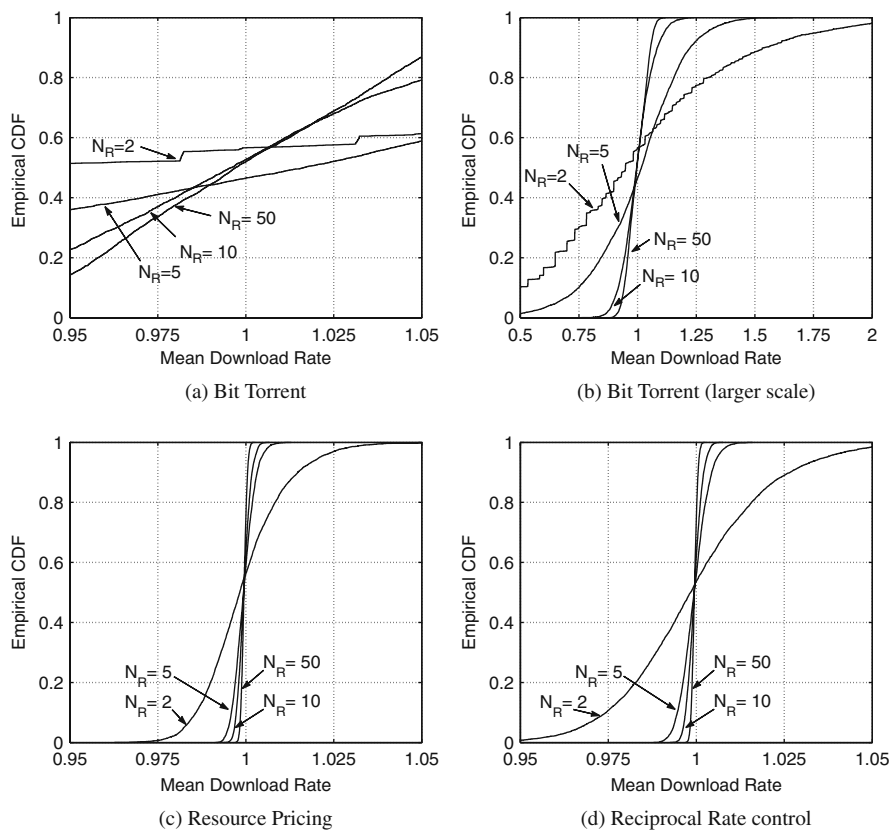 1
0.8
0.6
0.4
0.2
0
Empirical CDF
N_R=2
N_R= 50
N_R= 10
N_R=5
0.95 0.975 1 1.025 1.05
Mean Download Rate
(a) Bit Torrent
1
0.8
0.6
0.4
0.2
0
Empirical CDF
N_R=5
N_R=2
N_R= 50
N_R= 10
0.5 0.75 1 1.25 1.5 1.75 2
Mean Download Rate
(b) Bit Torrent (larger scale)
1
0.8
0.6
0.4
0.2
0
Empirical CDF
N_R= 5
N_R= 50
N_R= 2
N_R= 10
0.95 0.975 1 1.025 1.05
Mean Download Rate
(c) Resource Pricing
1
0.8
0.6
0.4
0.2
0
Empirical CDF
N_R= 5
N_R= 50
N_R= 2
N_R= 10
0.95 0.975 1 1.025 1.05
Mean Download Rate
(d) Reciprocal Rate control